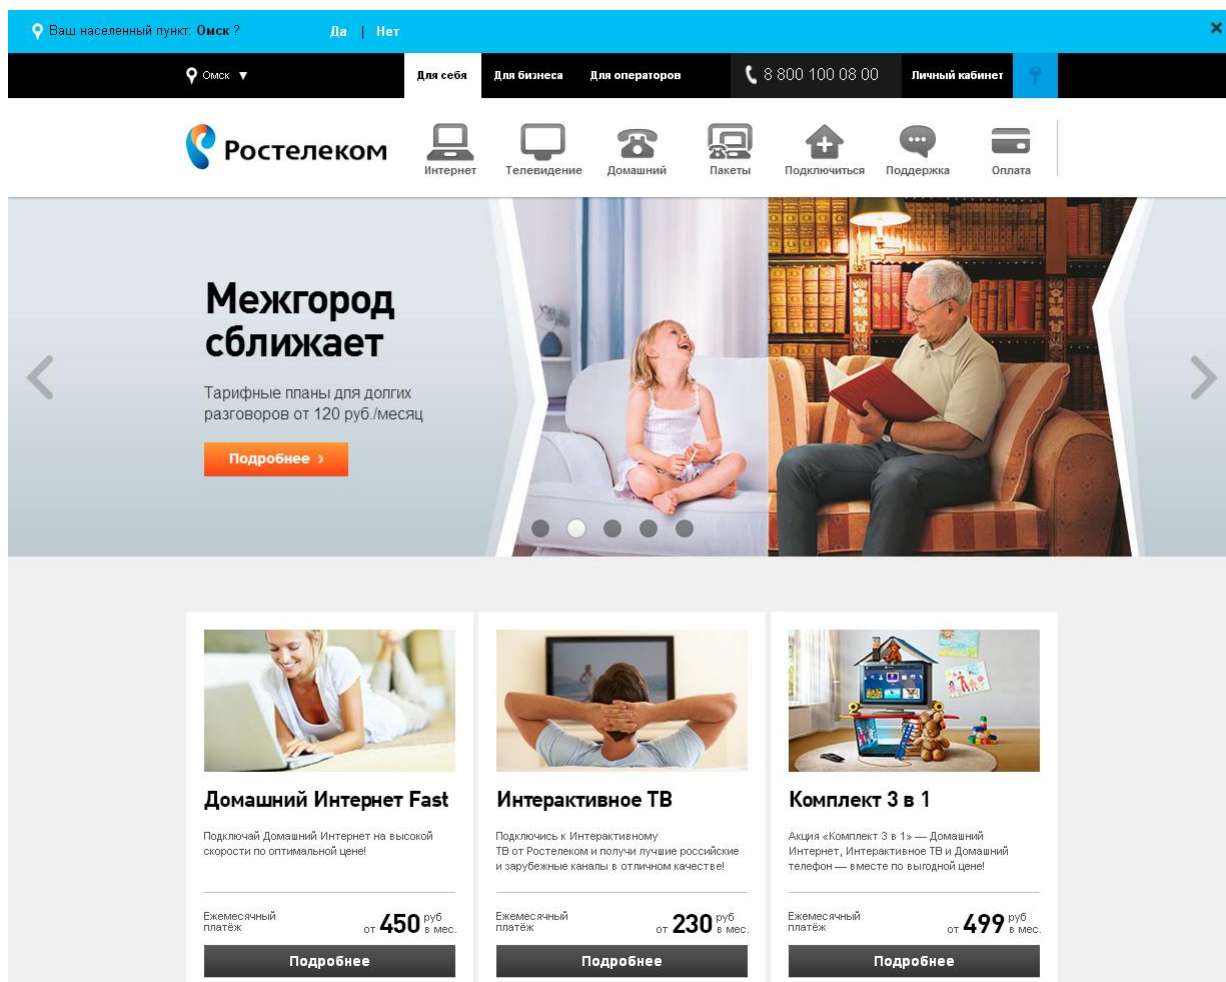 Ваш населенный пункт: Омск ? Да | Нет
Омск ▼ Для себя Для бизнеса Для операторов 8 800 100 08 00 Личный кабинет
Ростелеком
Интернет Телевидение Домашний Пакеты Подключиться Поддержка Оплата
Межгород
сближает
Тарифные планы для долгих
разговоров от 120 руб./месяц
Подробнее ›
Домашний Интернет Fast
Подключай Домашний Интернет на высокой
скорости по оптимальной цене!
Ежемесячный
платёж
от 450 руб
в мес.
Подробнее
Интерактивное ТВ
Подключись к Интерактивному
ТВ от Ростелеком и получи лучшие российские
и зарубежные каналы в отличном качестве!
Ежемесячный
платёж
от 230 руб
в мес.
Подробнее
Комплект 3 в 1
Акция «Комплект 3 в 1» — Домашний
Интернет, Интерактивное ТВ и Домашний
телефон — вместе по выгодной цене!
Ежемесячный
платёж
от 499 руб
в мес.
Подробнее